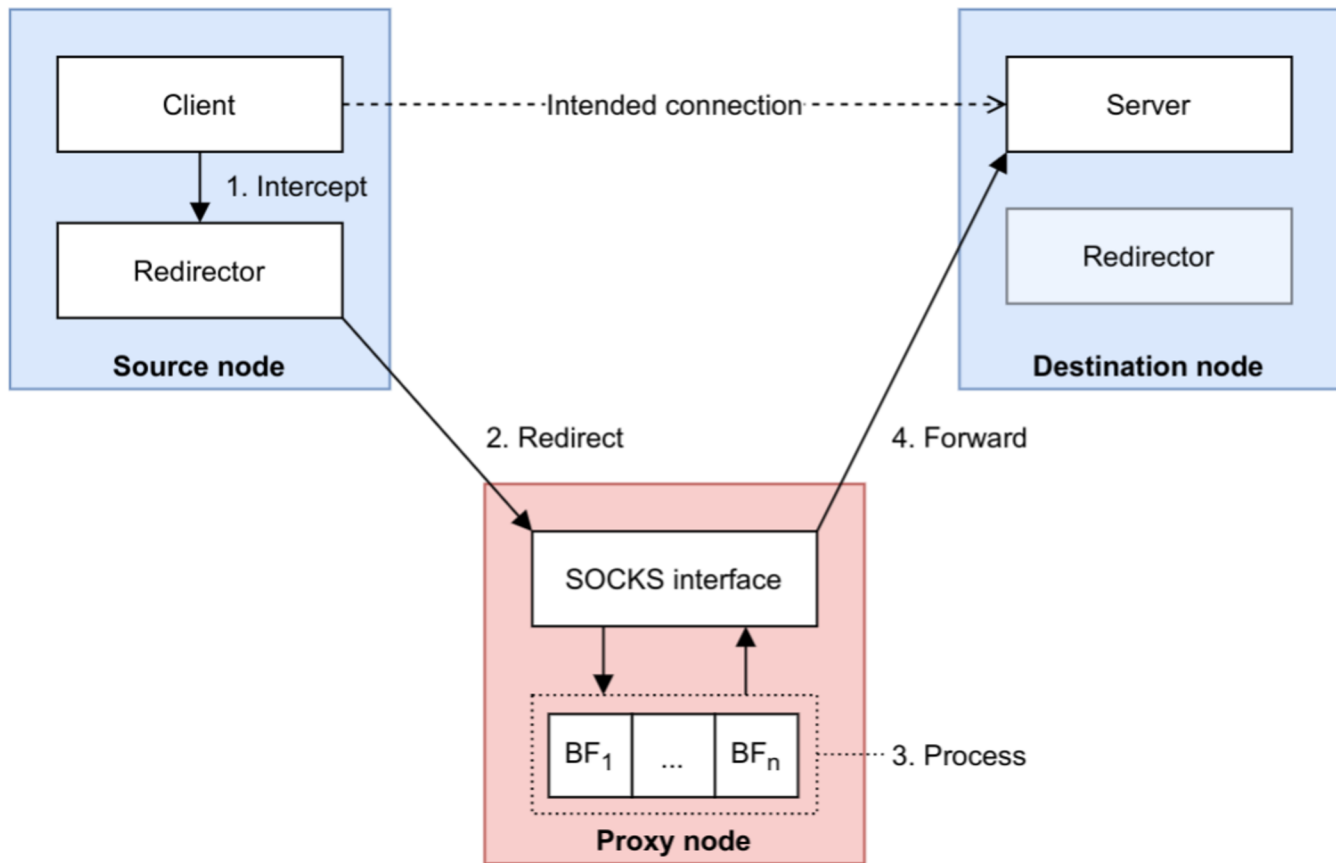 Client
Intended connection
Server
1. Intercept
Redirector
Redirector
Source node
Destination node
2. Redirect
4. Forward
SOCKS interface
BF₁ ... BFₙ
3. Process
Proxy node